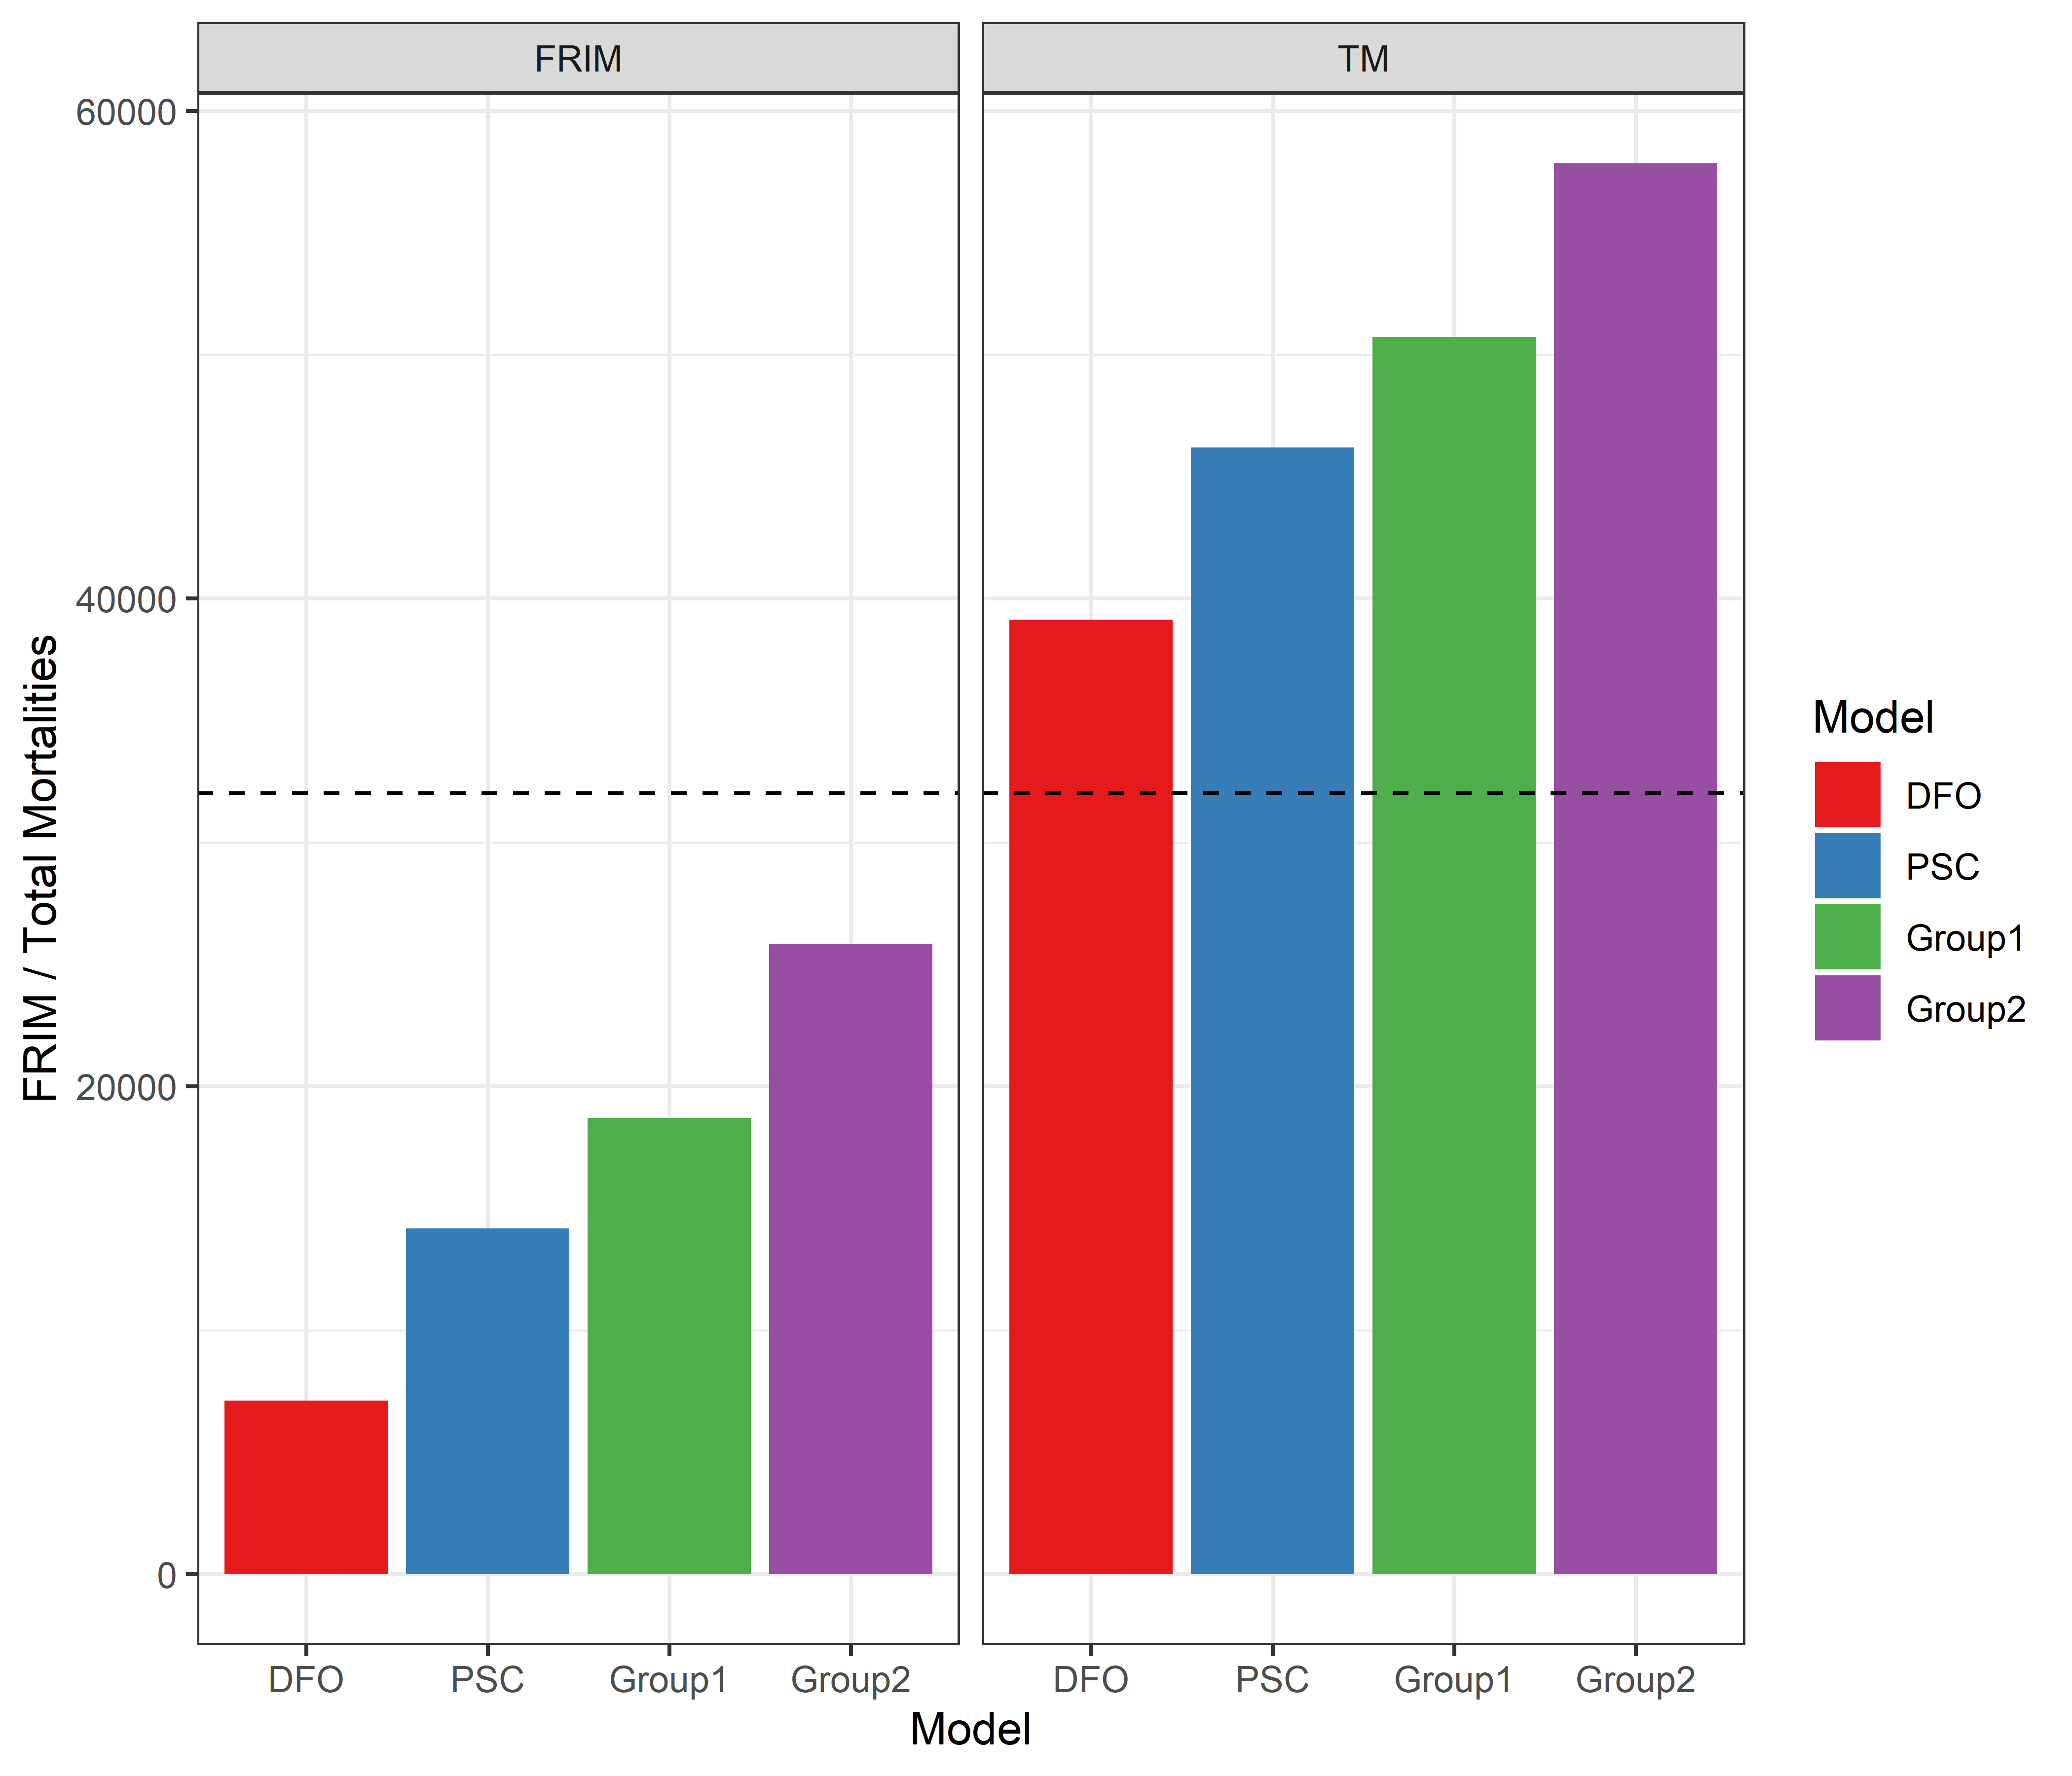 FRIM
TM
60000
40000
20000
0
FRIM / Total Mortalities
DFO
PSC
Group1
Group2
DFO
PSC
Group1
Group2
Model
Model
DFO
PSC
Group1
Group2